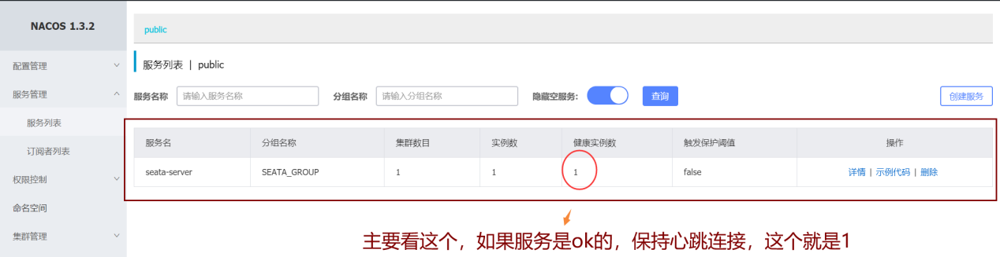 NACOS 1.3.2
配置管理
服务管理
服务列表
订阅者列表
权限控制
命名空间
集群管理
public
服务列表 | public
服务名称 请输入服务名称 分组名称 请输入分组名称 隐藏空服务: 查询 创建服务
服务名 分组名称 集群数目 实例数 健康实例数 触发保护阈值 操作
seata-server SEATA_GROUP 1 1 1 false 详情 | 示例代码 | 删除
主要看这个，如果服务是ok的，保持心跳连接，这个就是1